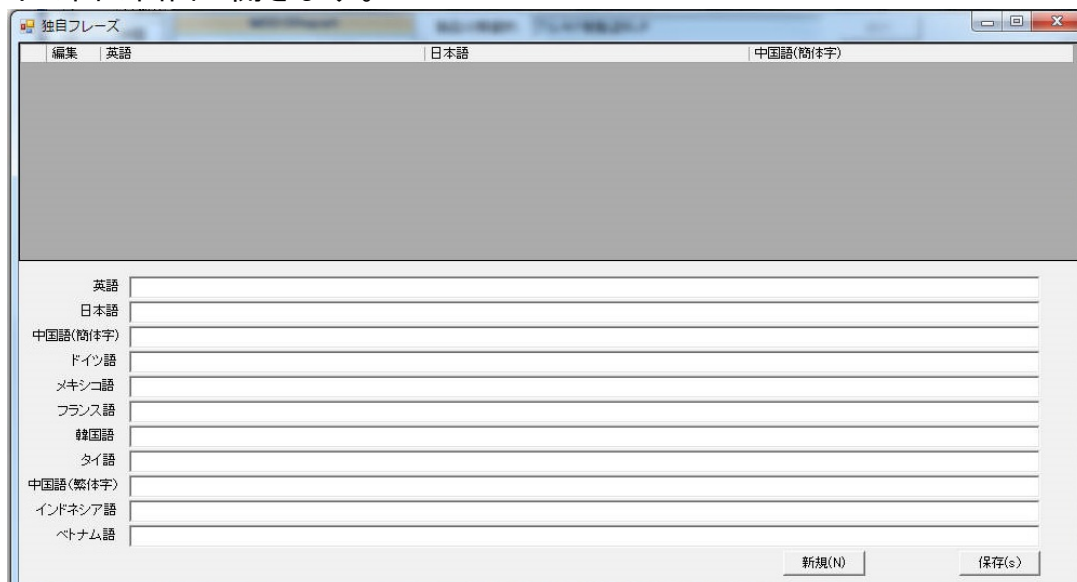 独自フレーズ
編集 英語 日本語 中国語(簡体字)
英語
日本語
中国語(簡体字)
ドイツ語
メキシコ語
フランス語
韓国語
タイ語
中国語(繁体字)
インドネシア語
ベトナム語
新規(N) 保存(s)